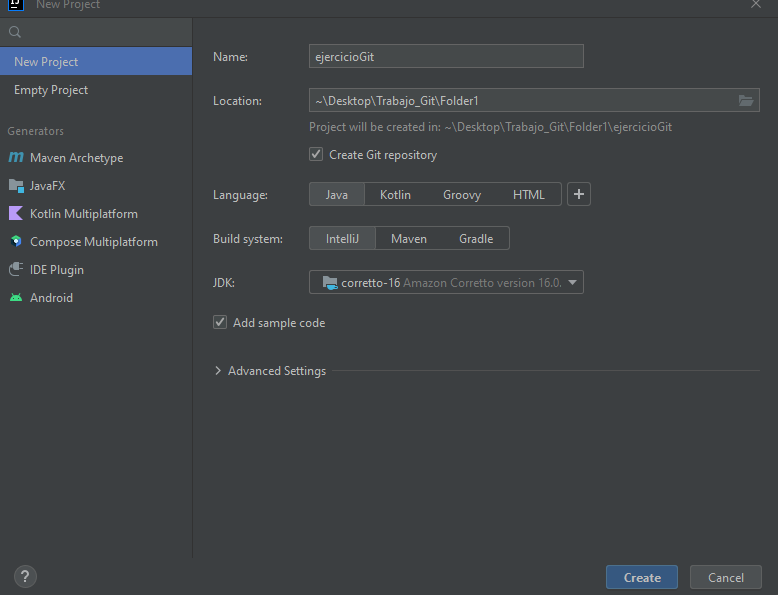 New Project
New Project
Empty Project
Generators
Maven Archetype
JavaFX
Kotlin Multiplatform
Compose Multiplatform
IDE Plugin
Android
Name: ejercicioGit
Location: ~\Desktop\Trabajo_Git\Folder1
Project will be created in: ~\Desktop\Trabajo_Git\Folder1\ejercicioGit
Create Git repository
Language: Java Kotlin Groovy HTML +
Build system: IntelliJ Maven Gradle
JDK: corretto-16 Amazon Corretto version 16.0.
Add sample code
Advanced Settings
? Create Cancel